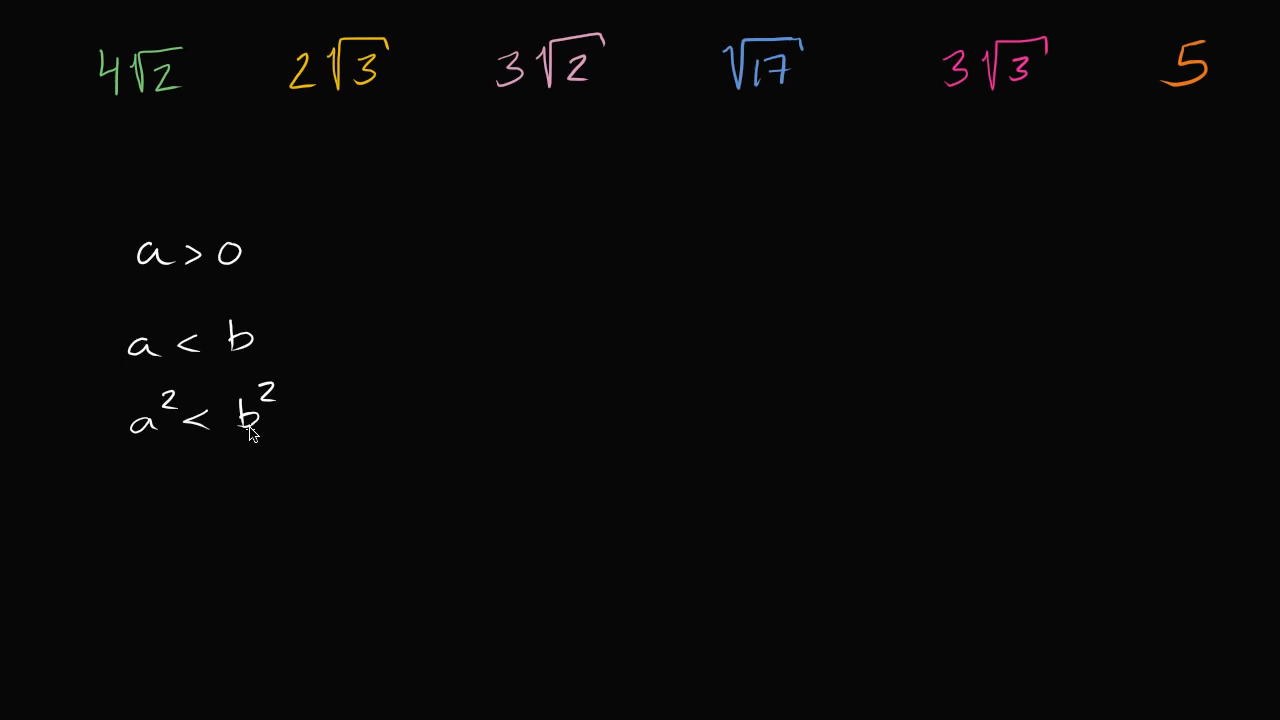 4√2 2√3 3√2 √17 3√3 5
a > 0
a < b
a² < b²